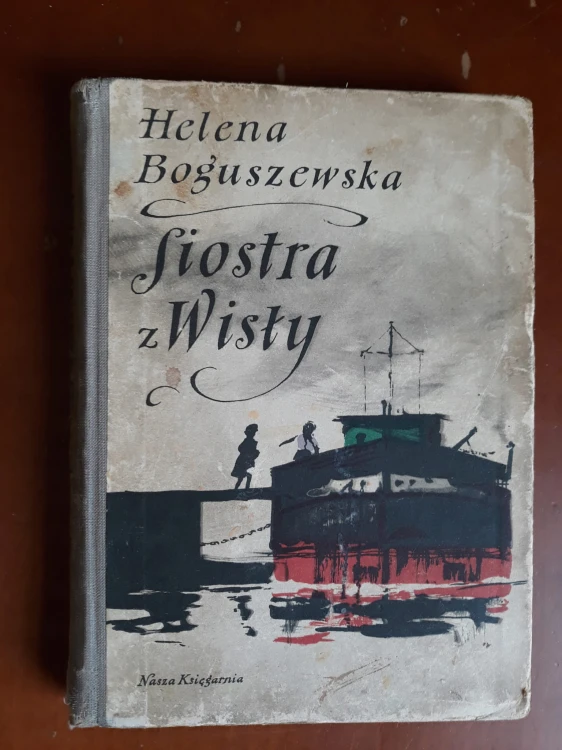 Helena
Boguszewska
Siostra
z Wisły
Nasza Księgarnia